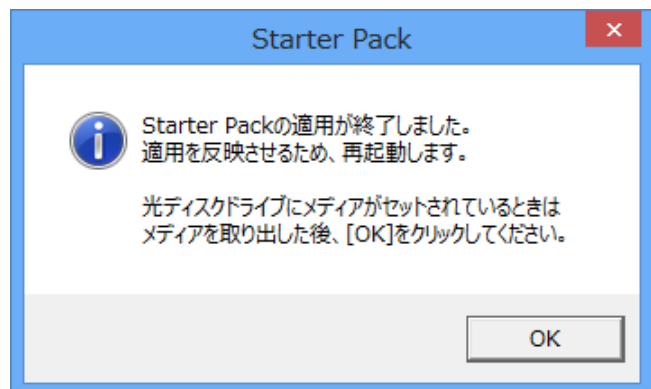 Starter Pack
Starter Packの適用が終了しました。
適用を反映させるため、再起動します。
光ディスクドライブにメディアがセットされているときは
メディアを取り出した後、[OK]をクリックしてください。
OK